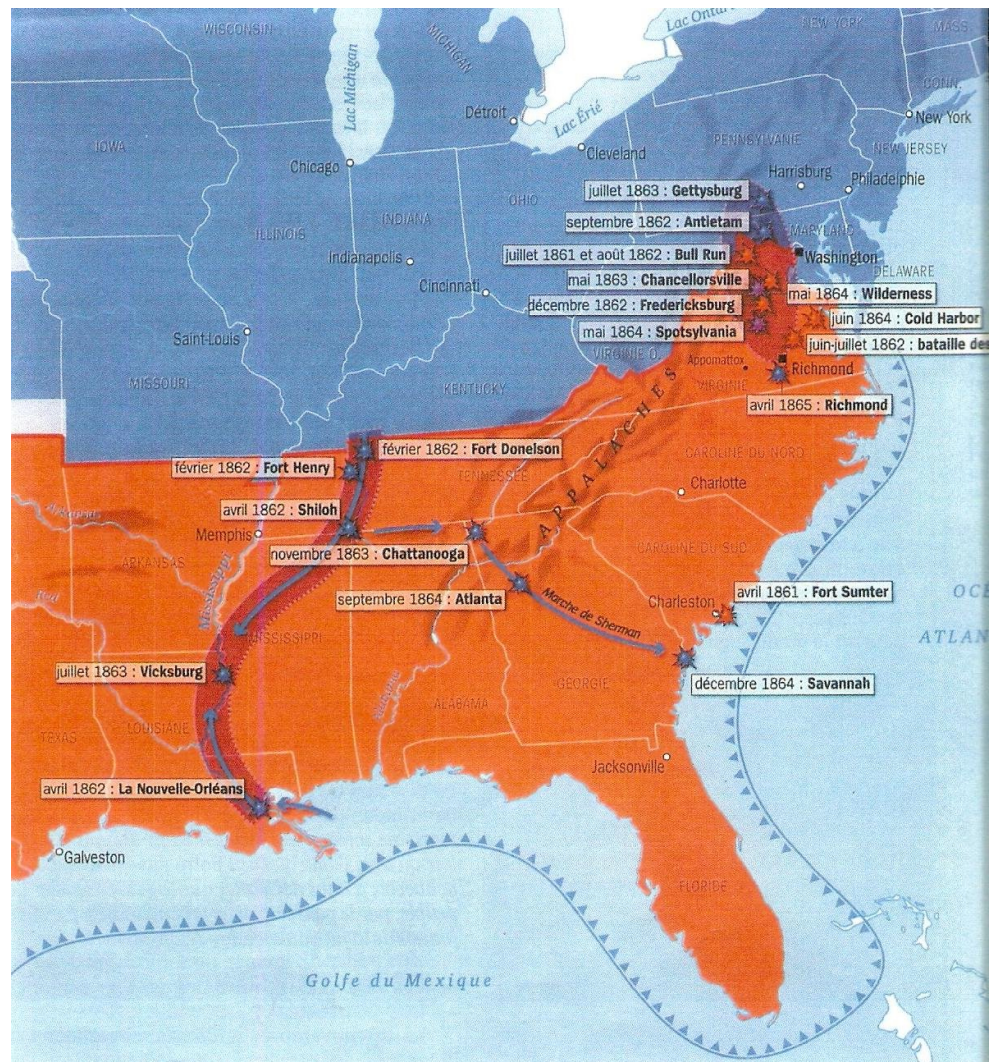 Lac Ontario
WISCONSIN
MICHIGAN
NEW YORK
MASS.
Lac Michigan
Détroit
Lac Érié
CONN.
New York
IOWA
Chicago
Cleveland
PENNSYLVANIE
NEW JERSEY
Harrisburg
Philadelphie
juillet 1863 : Gettysburg
OHIO
septembre 1862 : Antietam
INDIANA
ILLINOIS
MARYLAND
juillet 1861 et août 1862 : Bull Run
Washington
Indianapolis
DELAWARE
mai 1863 : Chancellorsville
Cincinnati
mai 1864 : Wilderness
décembre 1862 : Fredericksburg
juin 1864 : Cold Harbor
mai 1864 : Spotsylvania
Saint-Louis
juin-juillet 1862 : bataille des
VIRGINIE O.
Appomattox
Richmond
MISSOURI
KENTUCKY
VIRGINIE
avril 1865 : Richmond
février 1862 : Fort Donelson
CAROLINE DU NORD
février 1862 : Fort Henry
TENNESSEE
APPALACHES
Charlotte
avril 1862 : Shiloh
Arkansas
Memphis
novembre 1863 : Chattanooga
CAROLINE DU SUD
ARKANSAS
Mississippi
septembre 1864 : Atlanta
avril 1861 : Fort Sumter
Red
Charleston
Marche de Sherman
OCÉ
ATLAN
MISSISSIPPI
juillet 1863 : Vicksburg
GEORGIE
décembre 1864 : Savannah
Alabama
ALABAMA
LOUISIANE
TEXAS
Jacksonville
avril 1862 : La Nouvelle-Orléans
Galveston
FLORIDE
Golfe du Mexique